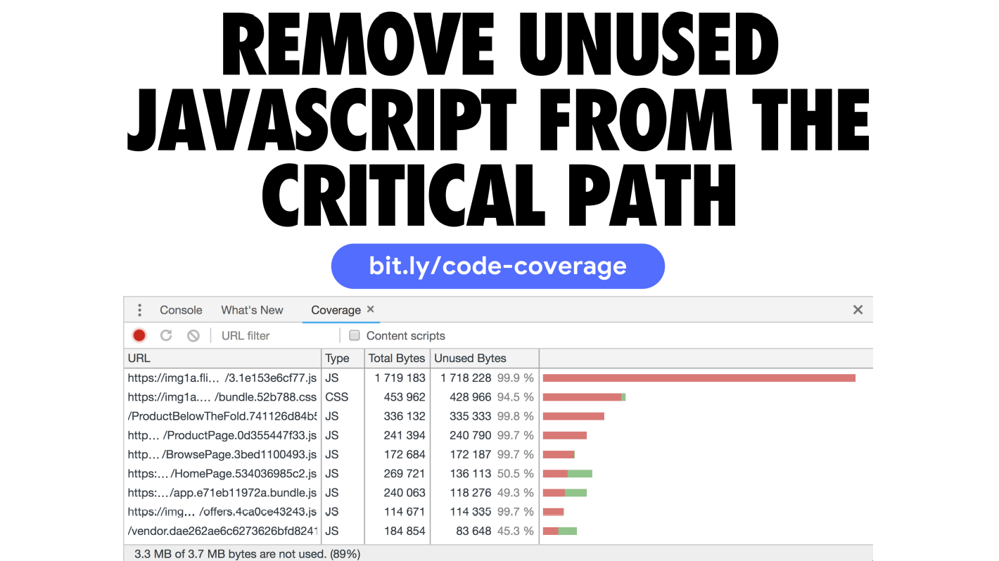 REMOVE UNUSED
JAVASCRIPT FROM THE
CRITICAL PATH
bit.ly/code-coverage
Console What's New Coverage ×
URL filter Content scripts
URL Type Total Bytes Unused Bytes
https://img1a.fli… /3.1e153e6cf77.js JS 1 719 183 1 718 228 99.9 %
https://img1a.… /bundle.52b788.css CSS 453 962 428 966 94.5 %
/ProductBelowTheFold.741126d84b5 JS 336 132 335 333 99.8 %
http… /ProductPage.0d355447f33.js JS 241 394 240 790 99.7 %
http… /BrowsePage.3bed1100493.js JS 172 684 172 187 99.7 %
https:… /HomePage.534036985c2.js JS 269 721 136 113 50.5 %
https:… /app.e71eb11972a.bundle.js JS 240 063 118 276 49.3 %
https://img… /offers.4ca0ce43243.js JS 114 671 114 335 99.7 %
/vendor.dae262ae6c6273626bfd8241 JS 184 854 83 648 45.3 %
3.3 MB of 3.7 MB bytes are not used. (89%)